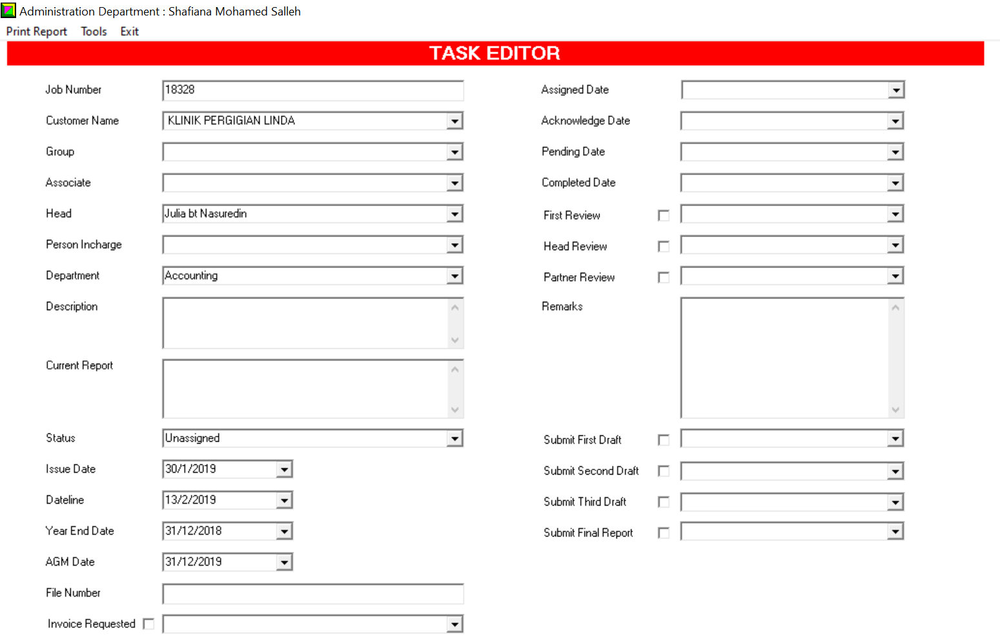 Administration Department : Shafiana Mohamed Salleh
Print Report Tools Exit
TASK EDITOR
Job Number 18328
Customer Name KLINIK PERGIGIAN LINDA
Group
Associate
Head Julia bt Nasuredin
Person Incharge
Department Accounting
Description
Current Report
Status Unassigned
Issue Date 30/1/2019
Dateline 13/2/2019
Year End Date 31/12/2018
AGM Date 31/12/2019
File Number
Invoice Requested
Assigned Date
Acknowledge Date
Pending Date
Completed Date
First Review
Head Review
Partner Review
Remarks
Submit First Draft
Submit Second Draft
Submit Third Draft
Submit Final Report